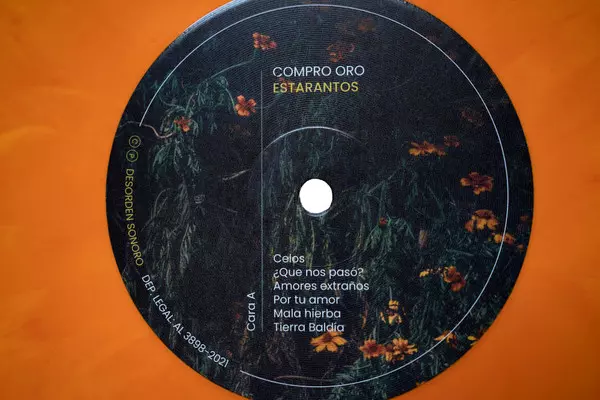 COMPRO ORO
ESTARANTOS
Celos
¿Que nos pasó?
Amores extraños
Por tu amor
Mala hierba
Tierra Baldía
Cara A
© ℗ DESORDEN SONORO
DEP. LEGAL: AL 3898-2021